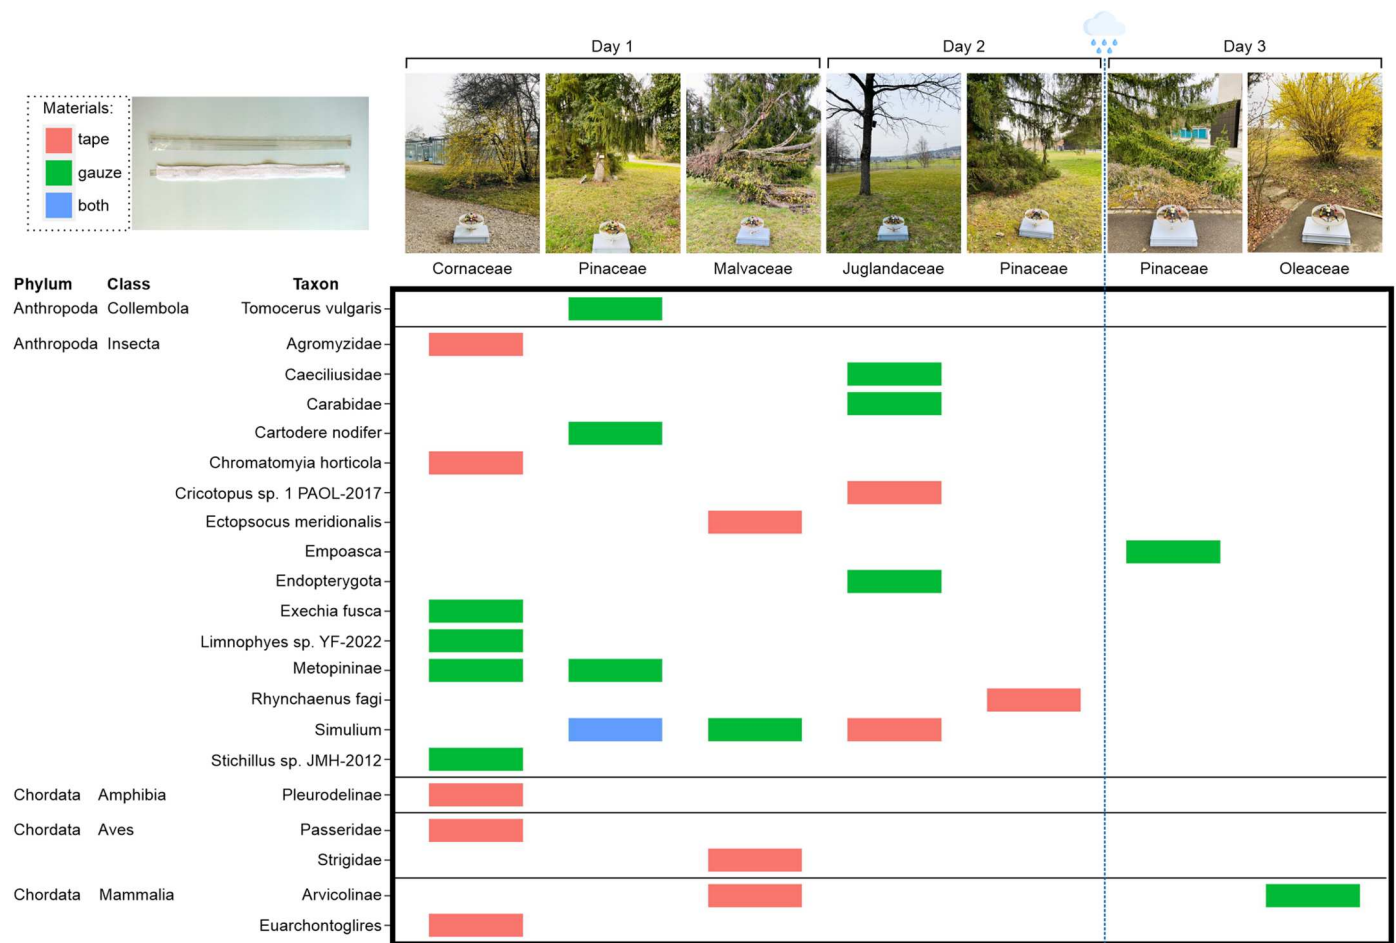 Day 1 Day 2 Day 3
Materials:
tape
gauze
both
Cornaceae Pinaceae Malvaceae Juglandaceae Pinaceae Pinaceae Oleaceae
Phylum Class Taxon
Anthropoda Collembola Tomocerus vulgaris
Anthropoda Insecta Agromyzidae
Caeciliusidae
Carabidae
Cartodere nodifer
Chromatomyia horticola
Cricotopus sp. 1 PAOL-2017
Ectopsocus meridionalis
Empoasca
Endopterygota
Exechia fusca
Limnophyes sp. YF-2022
Metopininae
Rhynchaenus fagi
Simulium
Stichillus sp. JMH-2012
Chordata Amphibia Pleurodelinae
Chordata Aves Passeridae
Strigidae
Chordata Mammalia Arvicolinae
Euarchontoglires